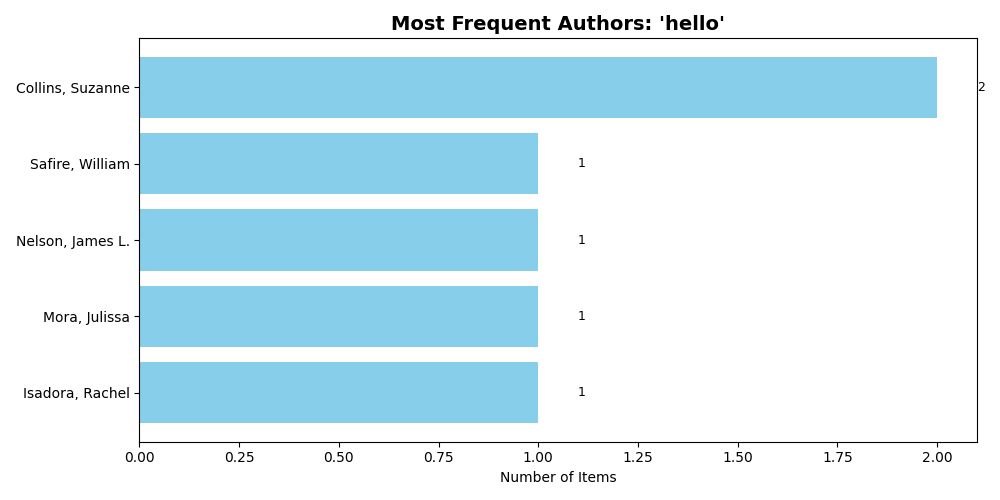 Most Frequent Authors: 'hello'
Collins, Suzanne
2
Safire, William
1
Nelson, James L.
1
Mora, Julissa
1
Isadora, Rachel
1
0.00 0.25 0.50 0.75 1.00 1.25 1.50 1.75 2.00
Number of Items